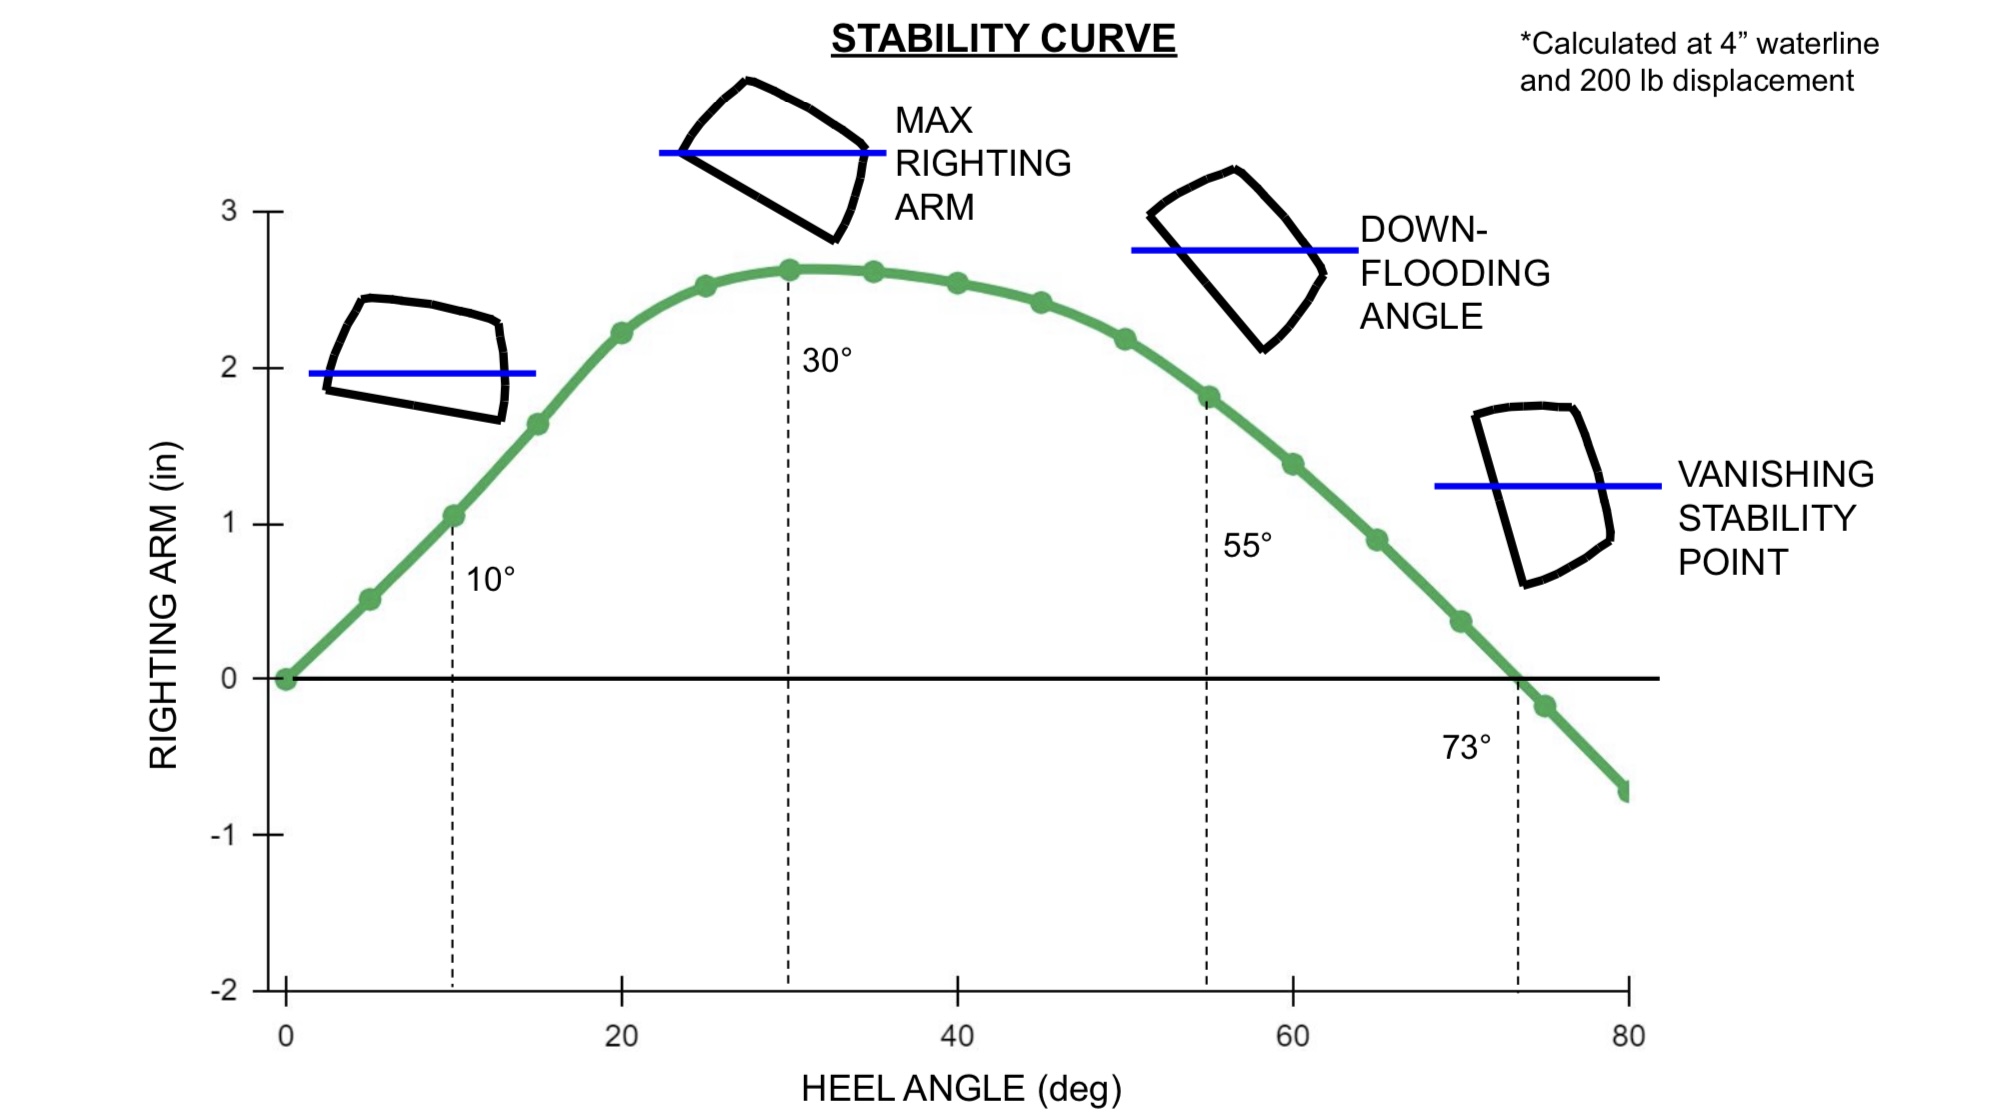 STABILITY CURVE
*Calculated at 4” waterline
and 200 lb displacement
MAX
RIGHTING
ARM
DOWN-
FLOODING
ANGLE
VANISHING
STABILITY
POINT
3
2
1
0
-1
-2
RIGHTING ARM (in)
10°
30°
55°
73°
0
20
40
60
80
HEEL ANGLE (deg)